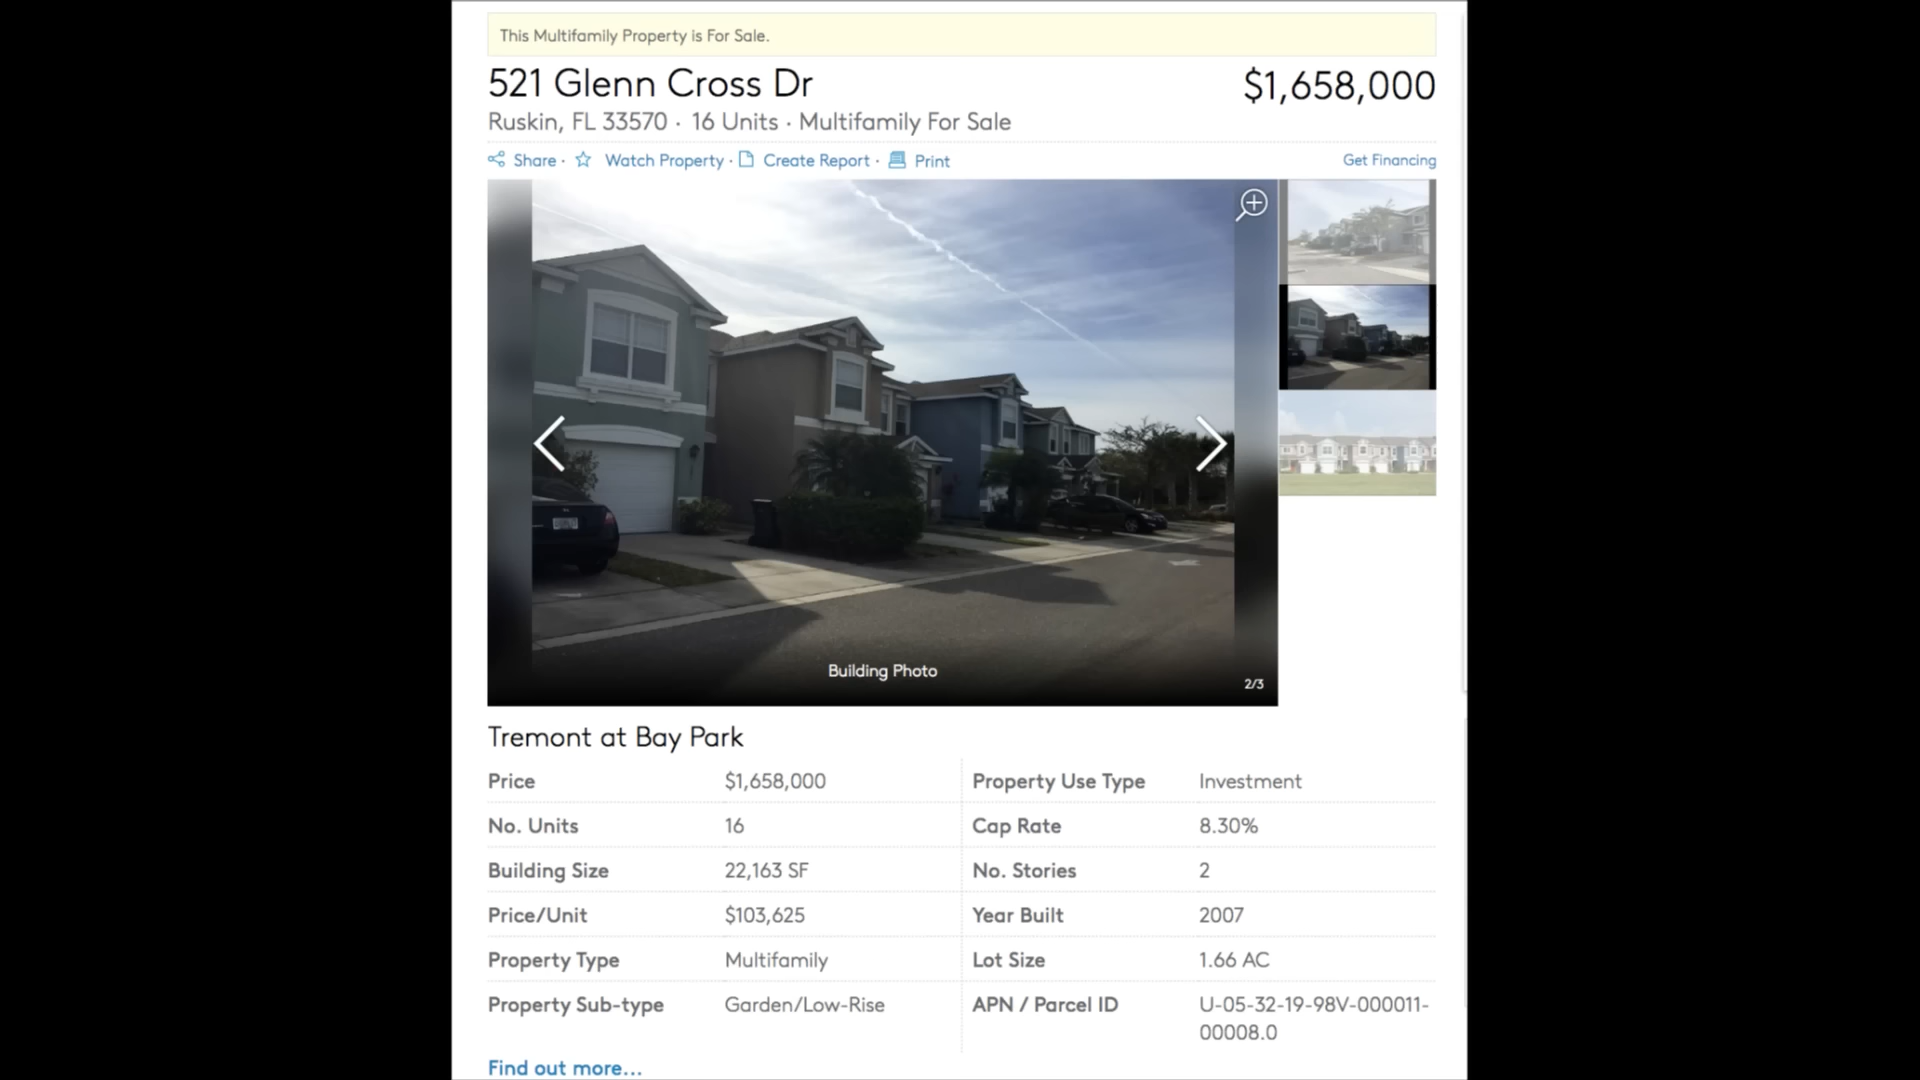 This Multifamily Property is For Sale.
521 Glenn Cross Dr
$1,658,000
Ruskin, FL 33570 · 16 Units · Multifamily For Sale
Share · Watch Property · Create Report · Print
Get Financing
Building Photo
2/3
Tremont at Bay Park
Price $1,658,000 Property Use Type Investment
No. Units 16 Cap Rate 8.30%
Building Size 22,163 SF No. Stories 2
Price/Unit $103,625 Year Built 2007
Property Type Multifamily Lot Size 1.66 AC
Property Sub-type Garden/Low-Rise APN / Parcel ID U-05-32-19-98V-000011-
00008.0
Find out more...